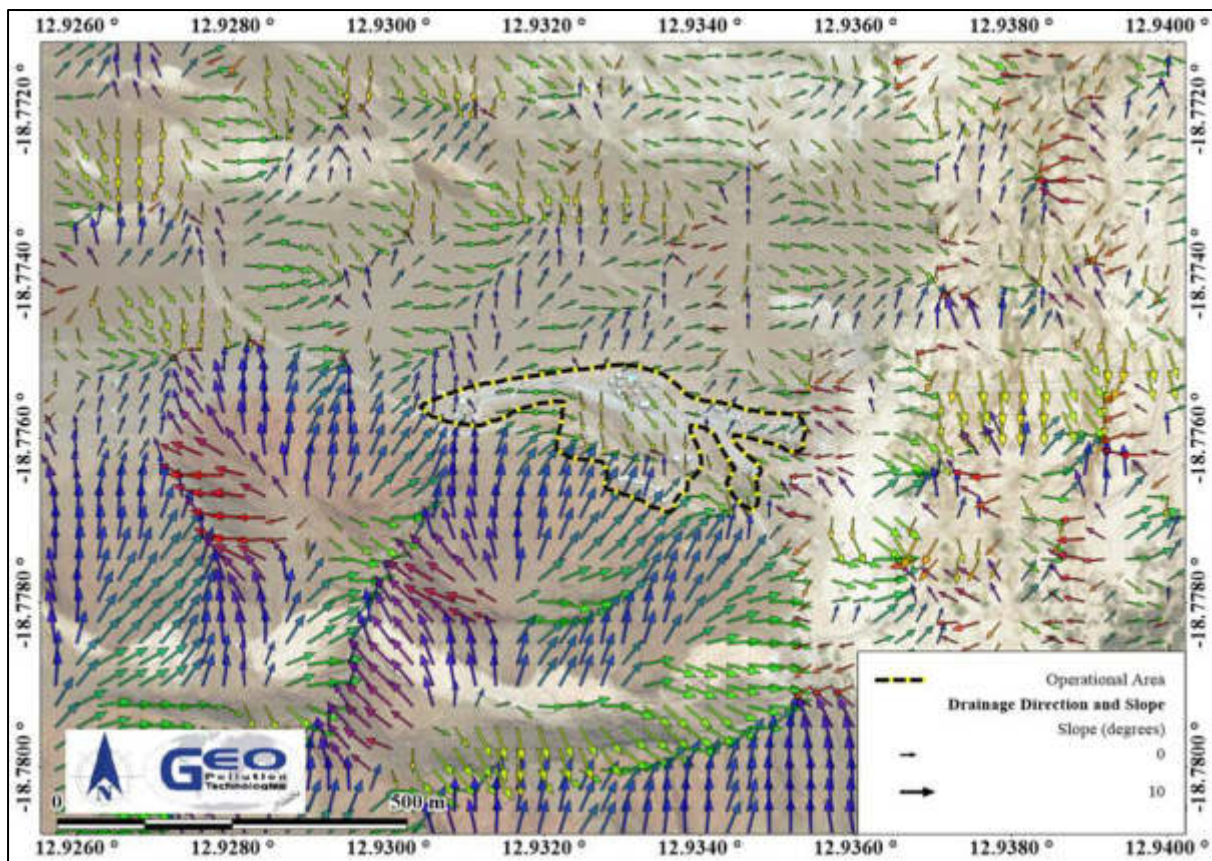 12.9260 ° 12.9280 ° 12.9300 ° 12.9320 ° 12.9340 ° 12.9360 ° 12.9380 ° 12.9400 °
-18.7720 ° -18.7720 °
-18.7740 ° -18.7740 °
-18.7760 ° -18.7760 °
-18.7780 ° -18.7780 °
-18.7800 ° -18.7800 °
Operational Area
Drainage Direction and Slope
Slope (degrees)
0
10
N
GEO
Pollution
Technologies
0 500 m
12.9260 ° 12.9280 ° 12.9300 ° 12.9320 ° 12.9340 ° 12.9360 ° 12.9380 ° 12.9400 °